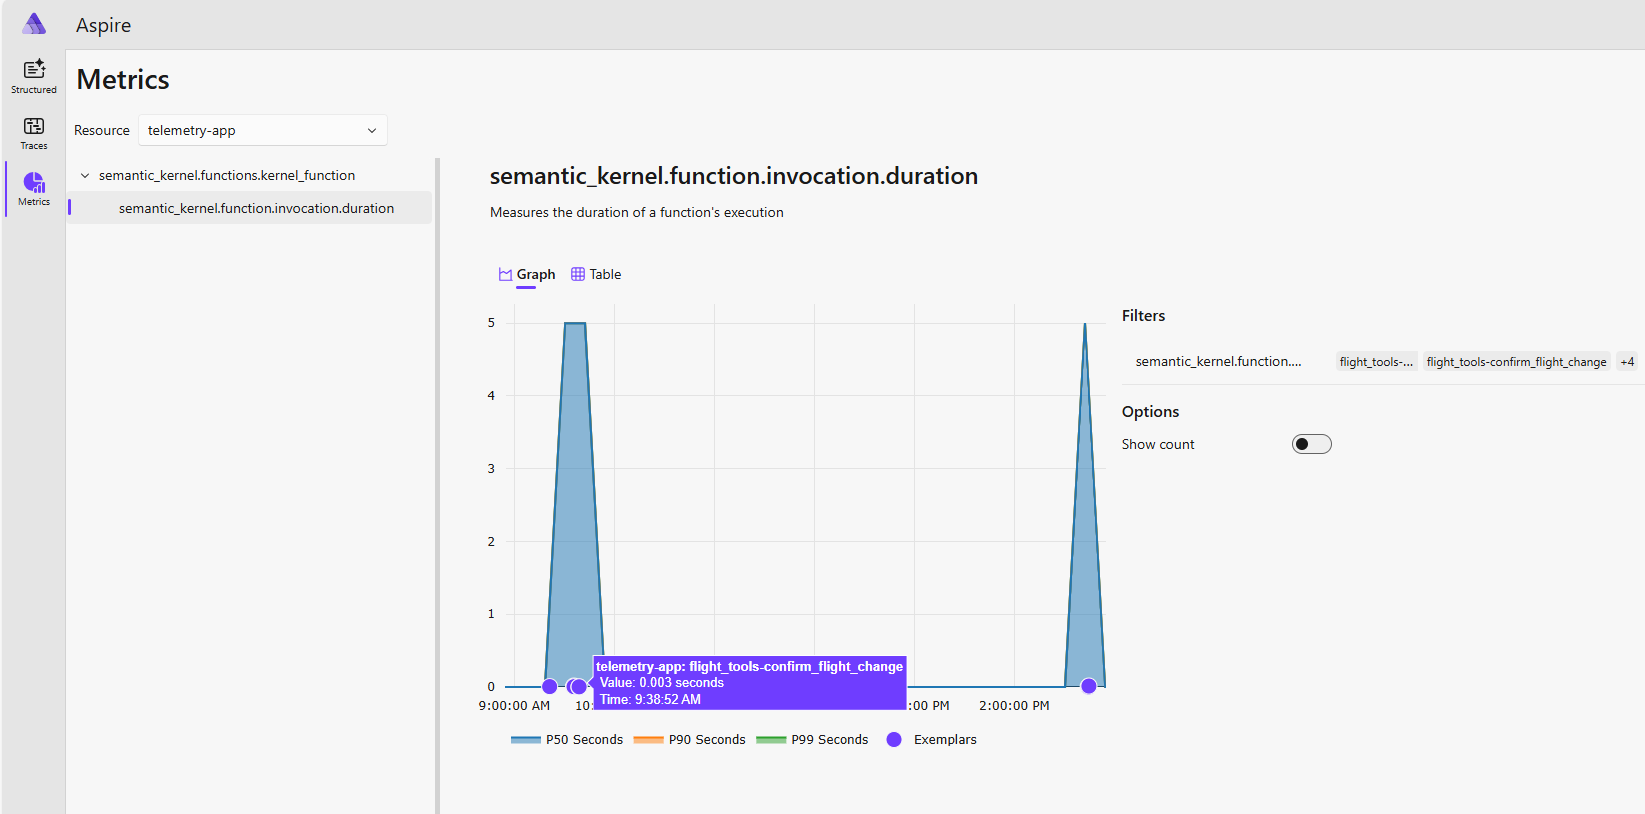 Aspire
Structured
Traces
Metrics
Metrics
Resource telemetry-app
semantic_kernel.functions.kernel_function
semantic_kernel.function.invocation.duration
semantic_kernel.function.invocation.duration
Measures the duration of a function's execution
Graph Table
5
4
3
2
1
0
telemetry-app: flight_tools-confirm_flight_change
Value: 0.003 seconds
Time: 9:38:52 AM
9:00:00 AM 10: :00 PM 2:00:00 PM
P50 Seconds P90 Seconds P99 Seconds Exemplars
Filters
semantic_kernel.function.... flight_tools-... flight_tools-confirm_flight_change +4
Options
Show count